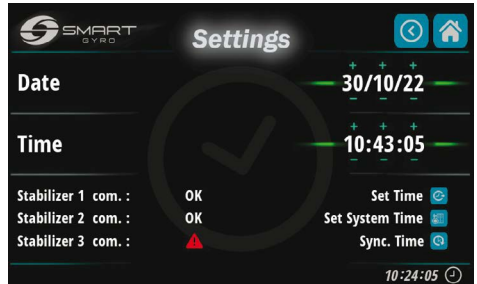 SMART
GYRO
Settings
Date
+ + +
30/10/22
– – –
Time
+ + +
10:43:05
– – –
Stabilizer 1 com. : OK Set Time
Stabilizer 2 com. : OK Set System Time
Stabilizer 3 com. : Sync. Time
10:24:05